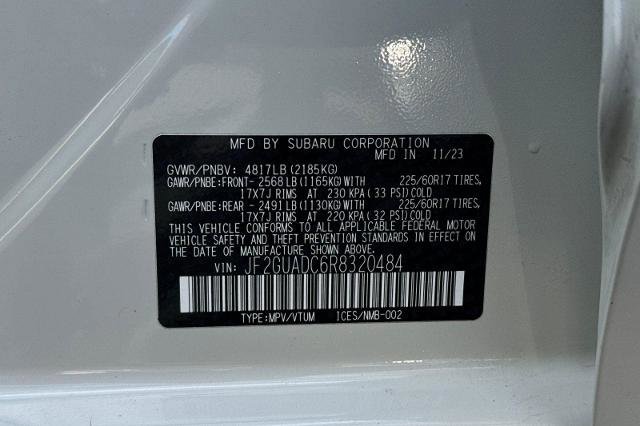 MFD BY SUBARU CORPORATION
MFD IN 11/23
GVWR/PNBV: 4817LB (2185KG)
GAWR/PNBE:FRONT- 2568LB (1165KG)WITH 225/60R17 TIRES,
17X7J RIMS AT 230 KPA (33 PSI)COLD
GAWR/PNBE:REAR - 2491LB (1130KG)WITH 225/60R17 TIRES,
17X7J RIMS AT 220 KPA (32 PSI)COLD
THIS VEHICLE CONFORMS TO ALL APPLICABLE FEDERAL MOTOR
VEHICLE SAFETY AND THEFT PREVENTION STANDARDS IN EFFECT ON
THE DATE OF MANUFACTURE SHOWN ABOVE.
VIN: JF2GUADC6R8320484
TYPE:MPV/VTUM ICES/NMB-002